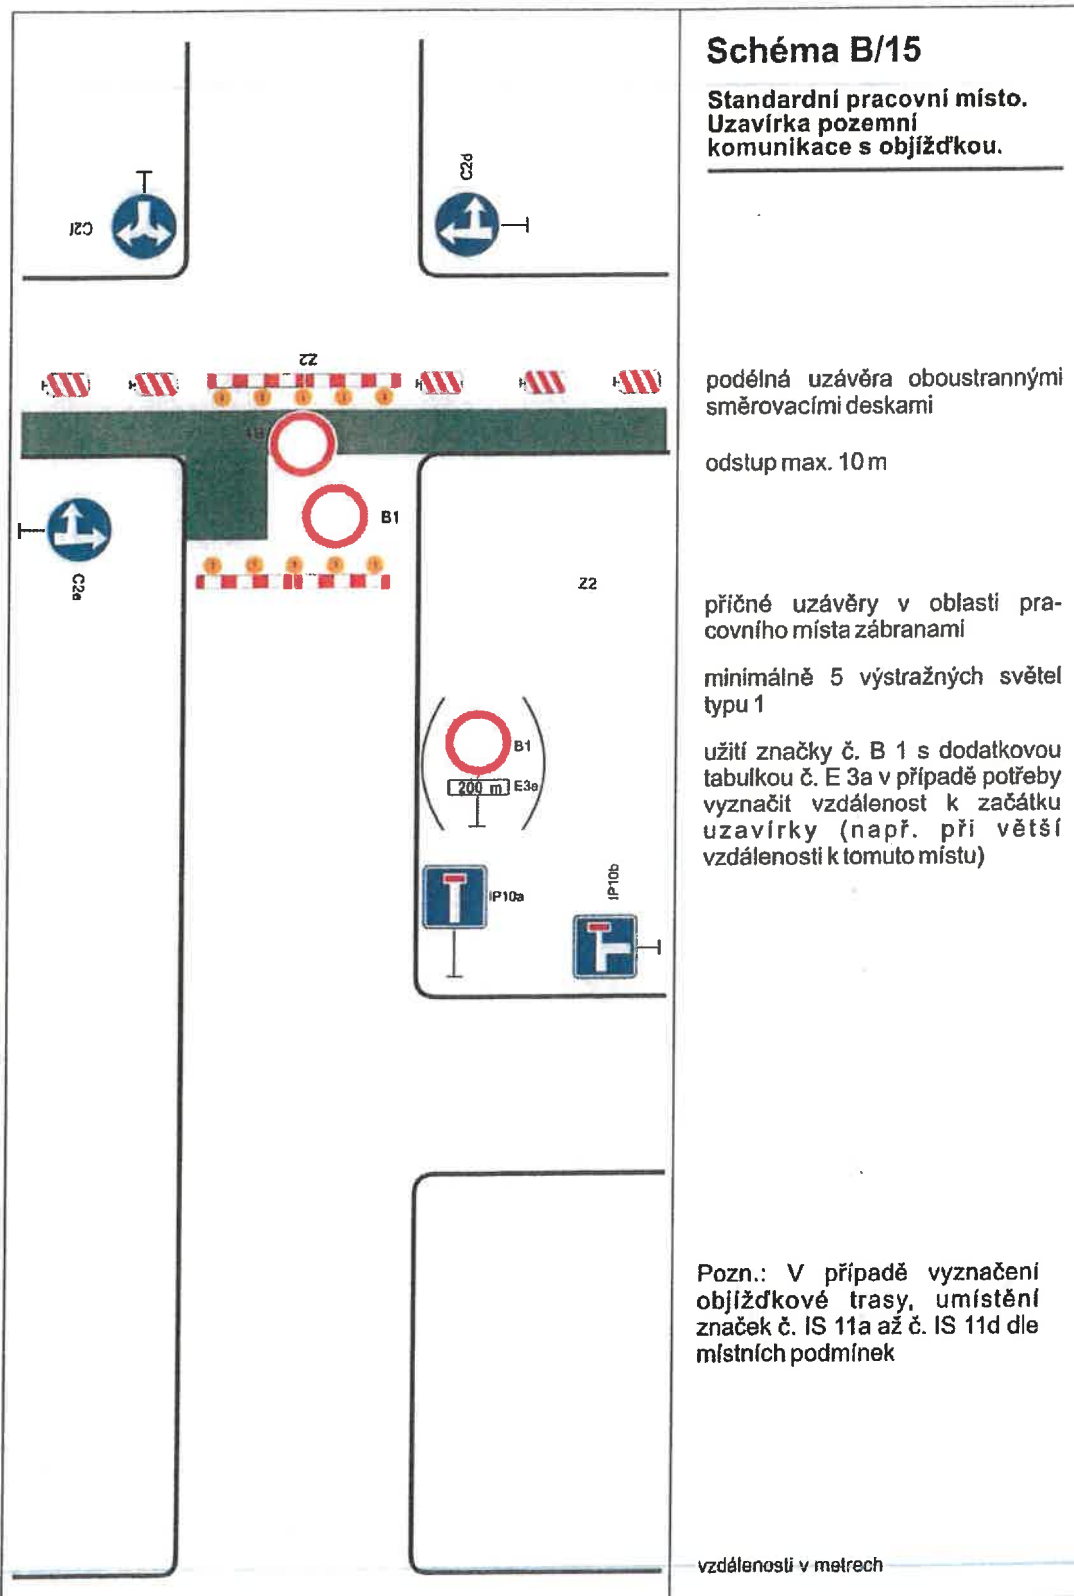 Schéma B/15
Standardní pracovní místo.
Uzavírka pozemní
komunikace s objížďkou.
C2f
C2d
Z2
podélná uzávěra oboustrannými
směrovacími deskami
odstup max. 10 m
B1
B1
C2e
Z2
příčné uzávěry v oblasti pra-
covního místa zábranami
minimálně 5 výstražných světel
typu 1
užití značky č. B 1 s dodatkovou
tabulkou č. E 3a v případě potřeby
vyznačit vzdálenost k začátku
uzavírky (např. při větší
vzdálenosti k tomuto místu)
B1
200 m
E3a
IP10a
IP10b
Pozn.: V případě vyznačení
objížďkové trasy, umístění
značek č. IS 11a až č. IS 11d dle
místních podmínek
vzdálenosti v metrech